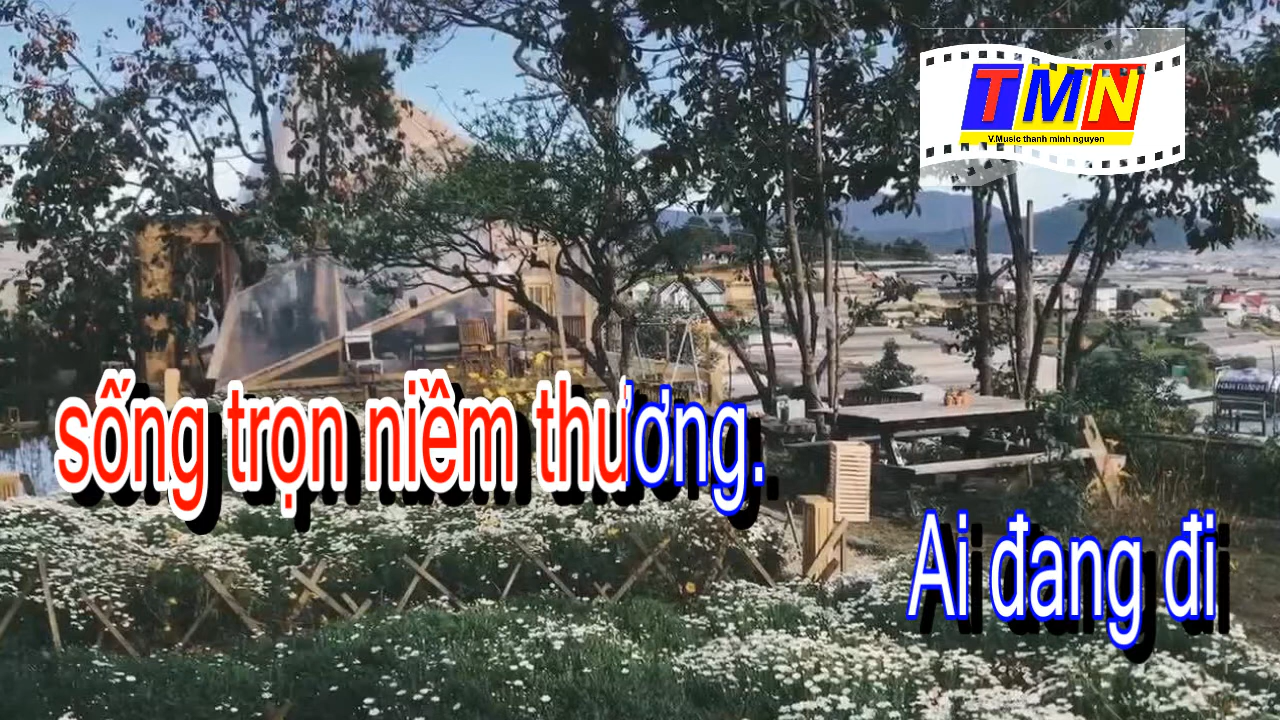 TMN
V.Music thanh minh nguyen
sống trọn niềm thương.
Ai đang đi